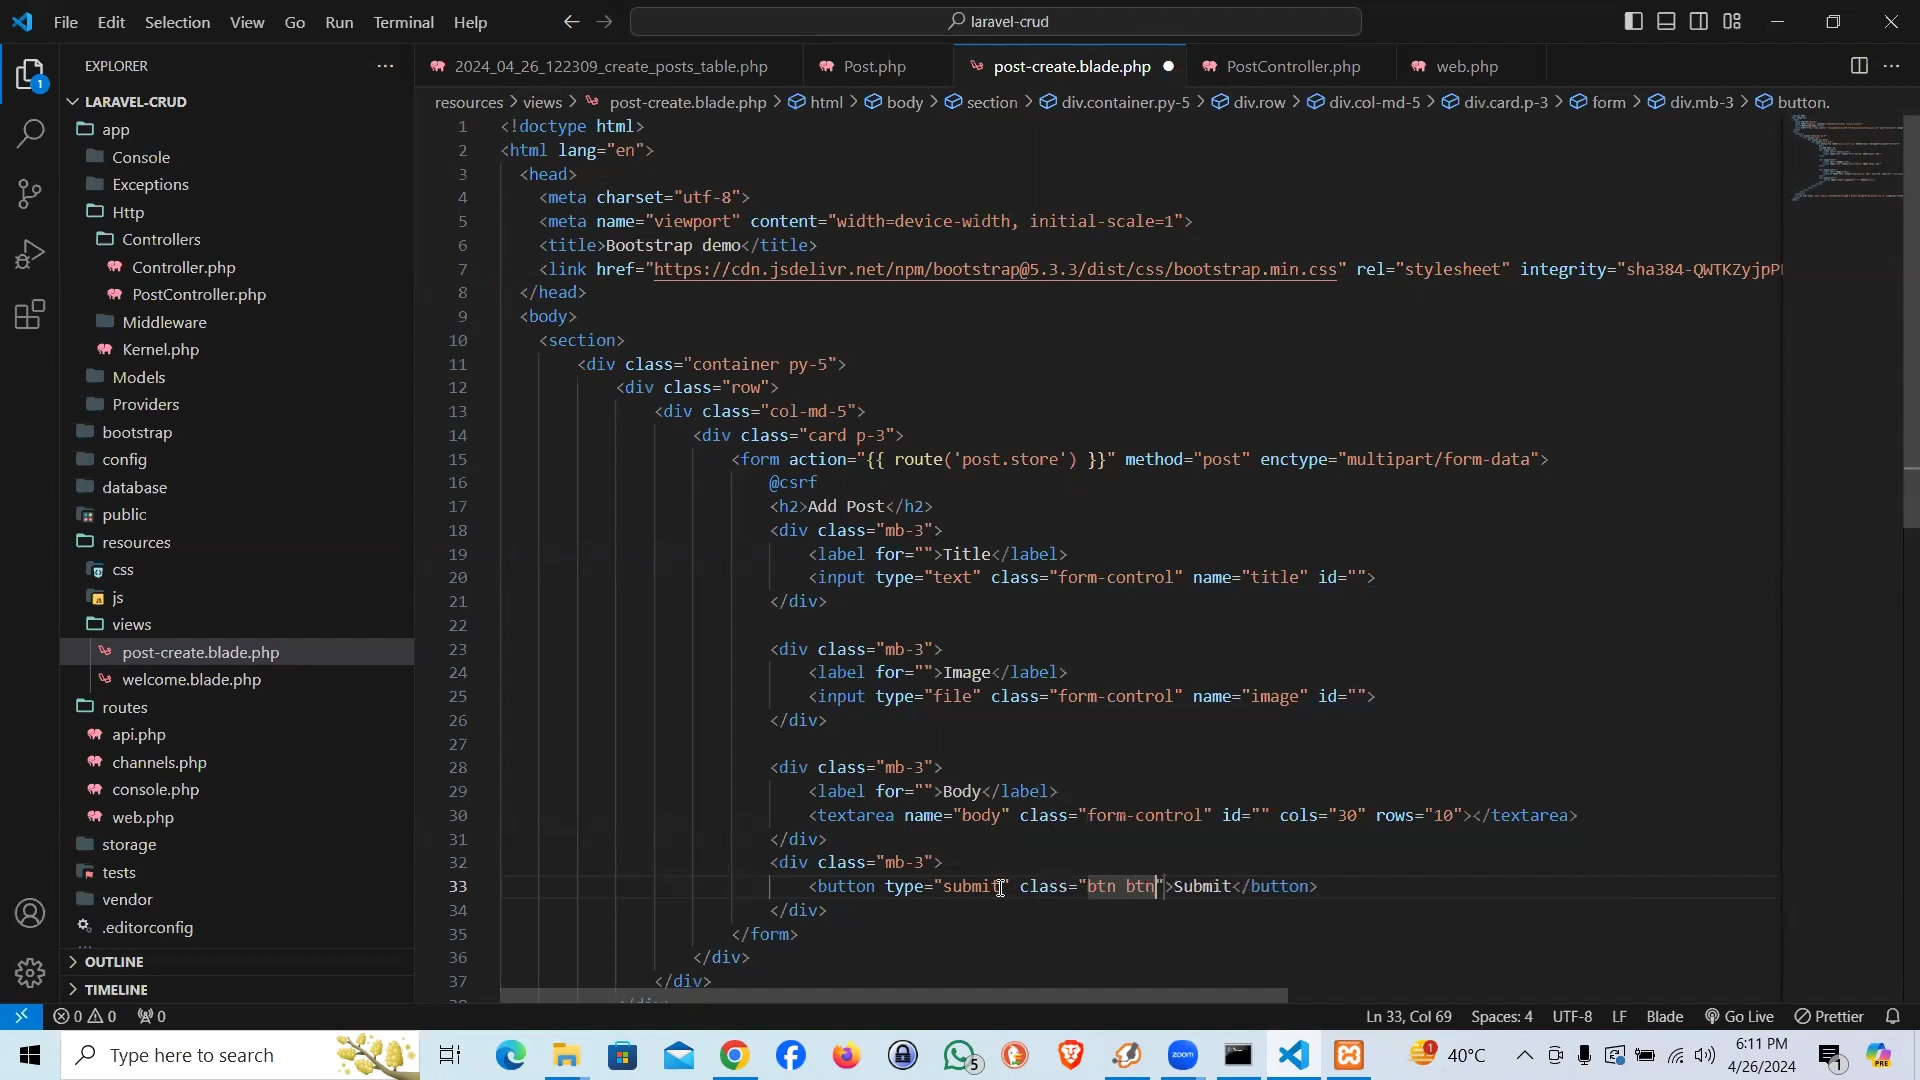 File Edit Selection View Go Run Terminal Help
laravel-crud
EXPLORER
2024_04_26_122309_create_posts_table.php
Post.php
post-create.blade.php
PostController.php
web.php
resources > views > post-create.blade.php > html > body > section > div.container.py-5 > div.row > div.col-md-5 > div.card.p-3 > form > div.mb-3 > button.
LARAVEL-CRUD
app
Console
Exceptions
Http
Controllers
Controller.php
PostController.php
Middleware
Kernel.php
Models
Providers
bootstrap
config
database
public
resources
css
js
views
post-create.blade.php
welcome.blade.php
routes
api.php
channels.php
console.php
web.php
storage
tests
vendor
.editorconfig
OUTLINE
TIMELINE
1 <!doctype html>
2 <html lang="en">
3 <head>
4 <meta charset="utf-8">
5 <meta name="viewport" content="width=device-width, initial-scale=1">
6 <title>Bootstrap demo</title>
7 <link href="https://cdn.jsdelivr.net/npm/bootstrap@5.3.3/dist/css/bootstrap.min.css" rel="stylesheet" integrity="sha384-QWTKZyjpP
8 </head>
9 <body>
10 <section>
11 <div class="container py-5">
12 <div class="row">
13 <div class="col-md-5">
14 <div class="card p-3">
15 <form action="{{ route('post.store') }}" method="post" enctype="multipart/form-data">
16 @csrf
17 <h2>Add Post</h2>
18 <div class="mb-3">
19 <label for="">Title</label>
20 <input type="text" class="form-control" name="title" id="">
21 </div>
22
23 <div class="mb-3">
24 <label for="">Image</label>
25 <input type="file" class="form-control" name="image" id="">
26 </div>
27
28 <div class="mb-3">
29 <label for="">Body</label>
30 <textarea name="body" class="form-control" id="" cols="30" rows="10"></textarea>
31 </div>
32 <div class="mb-3">
33 <button type="submit" class="btn btn">Submit</button>
34 </div>
35 </form>
36 </div>
37 </div>
0 0 0
Ln 33, Col 69 Spaces: 4 UTF-8 LF Blade Go Live Prettier
Type here to search
5
zoom
40°C
6:11 PM
4/26/2024